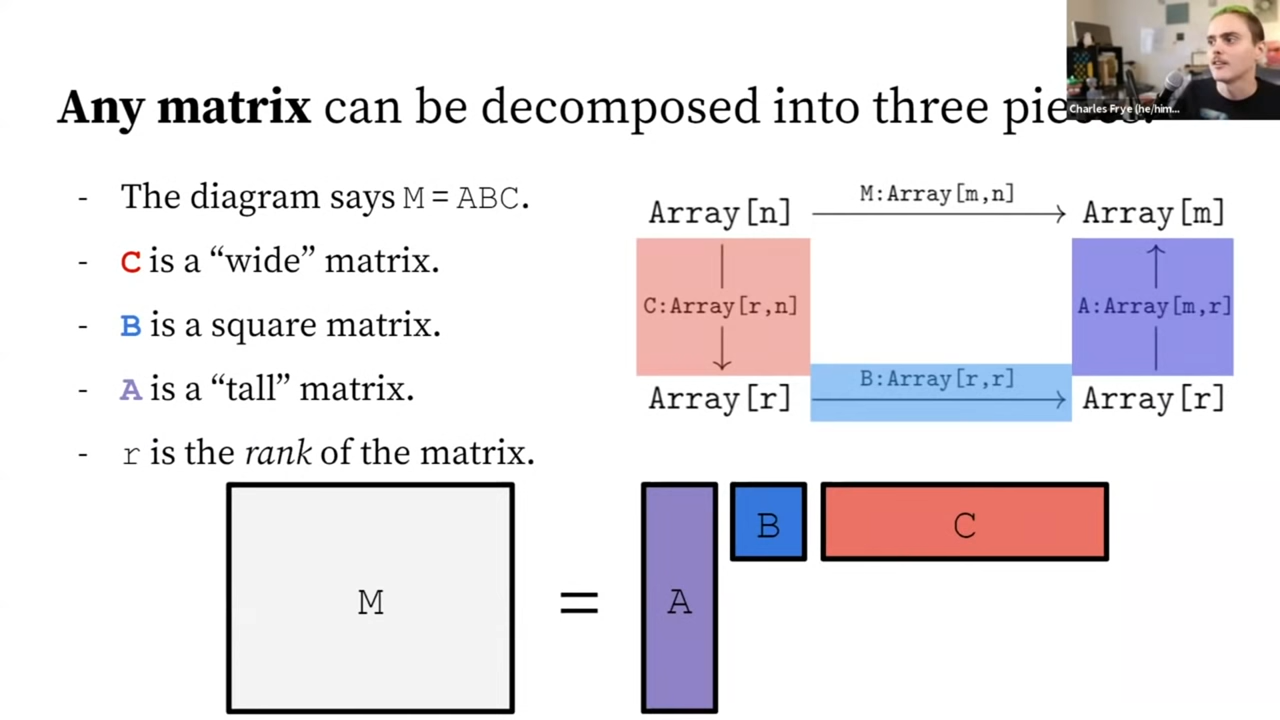 Charles Frye (he/him...
Any matrix can be decomposed into three
- The diagram says M = ABC.
- C is a “wide” matrix.
- B is a square matrix.
- A is a “tall” matrix.
- r is the rank of the matrix.
Array[n]
M:Array[m,n]
Array[m]
C:Array[r,n]
A:Array[m,r]
Array[r]
B:Array[r,r]
Array[r]
M
=
A
B
C